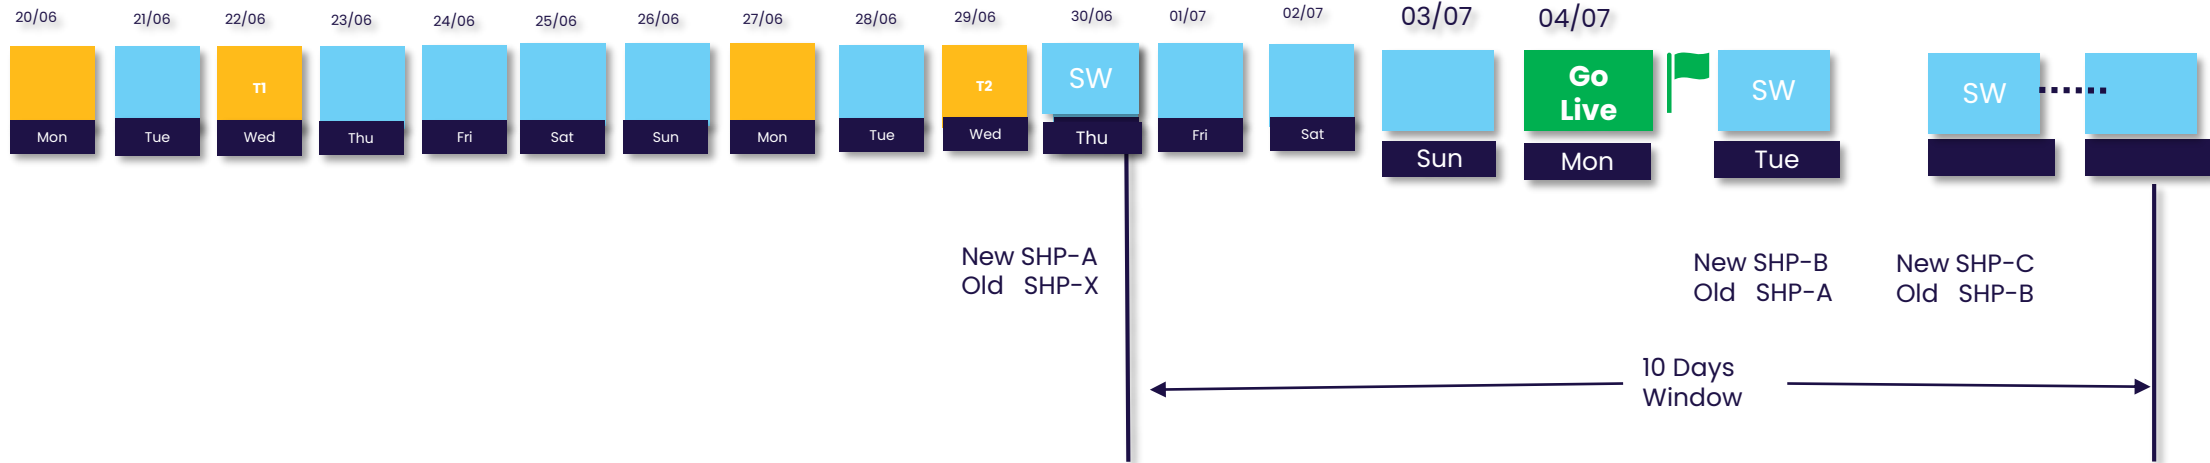 20/06 21/06 22/06 23/06 24/06 25/06 26/06 27/06 28/06 29/06 30/06 01/07 02/07 03/07 04/07
T1 T2 SW Go SW SW
Live
Mon Tue Wed Thu Fri Sat Sun Mon Tue Wed Thu Fri Sat Sun Mon Tue
New SHP-A New SHP-B New SHP-C
Old SHP-X Old SHP-A Old SHP-B
10 Days
Window